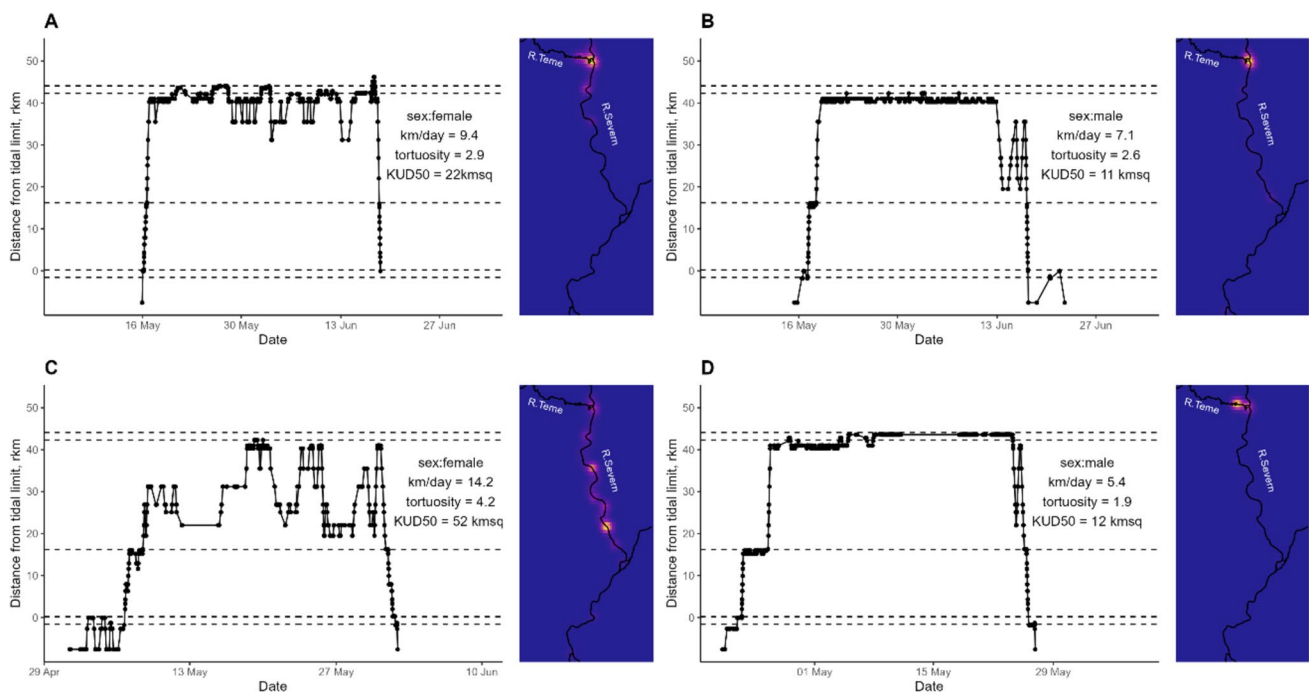 A
Distance from tidal limit, rkm
50
40
30
20
10
0
sex:female
km/day = 9.4
tortuosity = 2.9
KUD50 = 22kmsq
16 May
30 May
13 Jun
27 Jun
Date
R.Teme
R.Severn
B
Distance from tidal limit, rkm
50
40
30
20
10
0
sex:male
km/day = 7.1
tortuosity = 2.6
KUD50 = 11 kmsq
16 May
30 May
13 Jun
27 Jun
Date
R.Teme
R.Severn
C
Distance from tidal limit, rkm
50
40
30
20
10
0
sex:female
km/day = 14.2
tortuosity = 4.2
KUD50 = 52 kmsq
29 Apr
13 May
27 May
10 Jun
Date
R.Teme
R.Severn
D
Distance from tidal limit, rkm
50
40
30
20
10
0
sex:male
km/day = 5.4
tortuosity = 1.9
KUD50 = 12 kmsq
01 May
15 May
29 May
Date
R.Teme
R.Severn